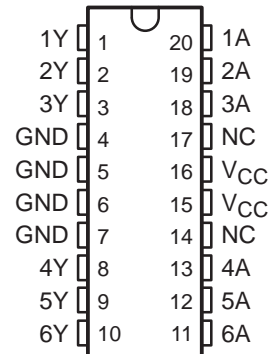 1Y 1 20 1A
2Y 2 19 2A
3Y 3 18 3A
GND 4 17 NC
GND 5 16 VCC
GND 6 15 VCC
GND 7 14 NC
4Y 8 13 4A
5Y 9 12 5A
6Y 10 11 6A